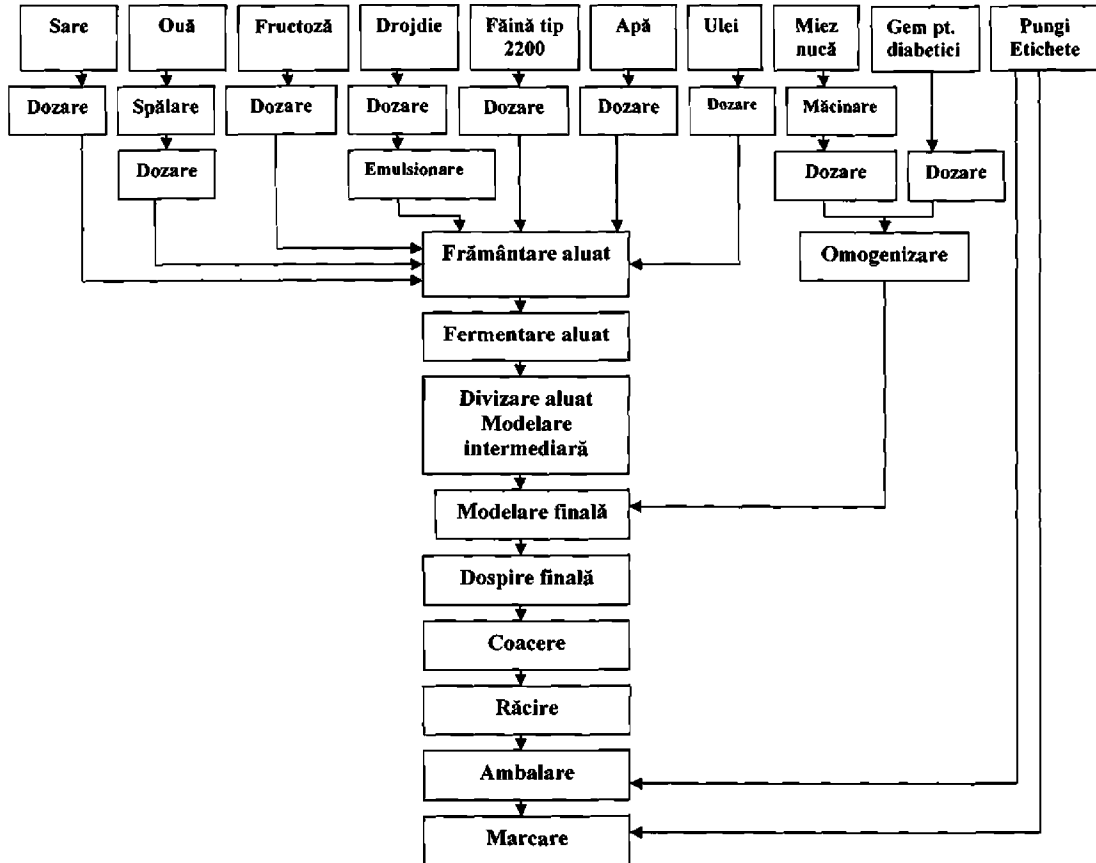 Sare
Ouă
Fructoză
Drojdie
Făină tip
2200
Apă
Ulei
Miez
nucă
Gem pt.
diabetici
Pungi
Etichete
Dozare
Spălare
Dozare
Dozare
Dozare
Dozare
Dozare
Măcinare
Dozare
Emulsionare
Dozare
Dozare
Frământare aluat
Omogenizare
Fermentare aluat
Divizare aluat
Modelare
intermediară
Modelare finală
Dospire finală
Coacere
Răcire
Ambalare
Marcare